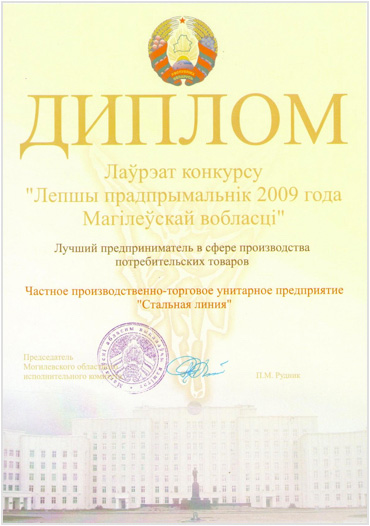 ДИПЛОМ
Лаўрэат конкурсу
"Лепшы прадпрымальнік 2009 года
Магілеўскай вобласці"
Лучший предприниматель в сфере производства
потребительских товаров
Частное производственно-торговое унитарное предприятие
"Стальная линия"
Председатель
Могилевского областного
исполнительного комитета
П.М. Рудник